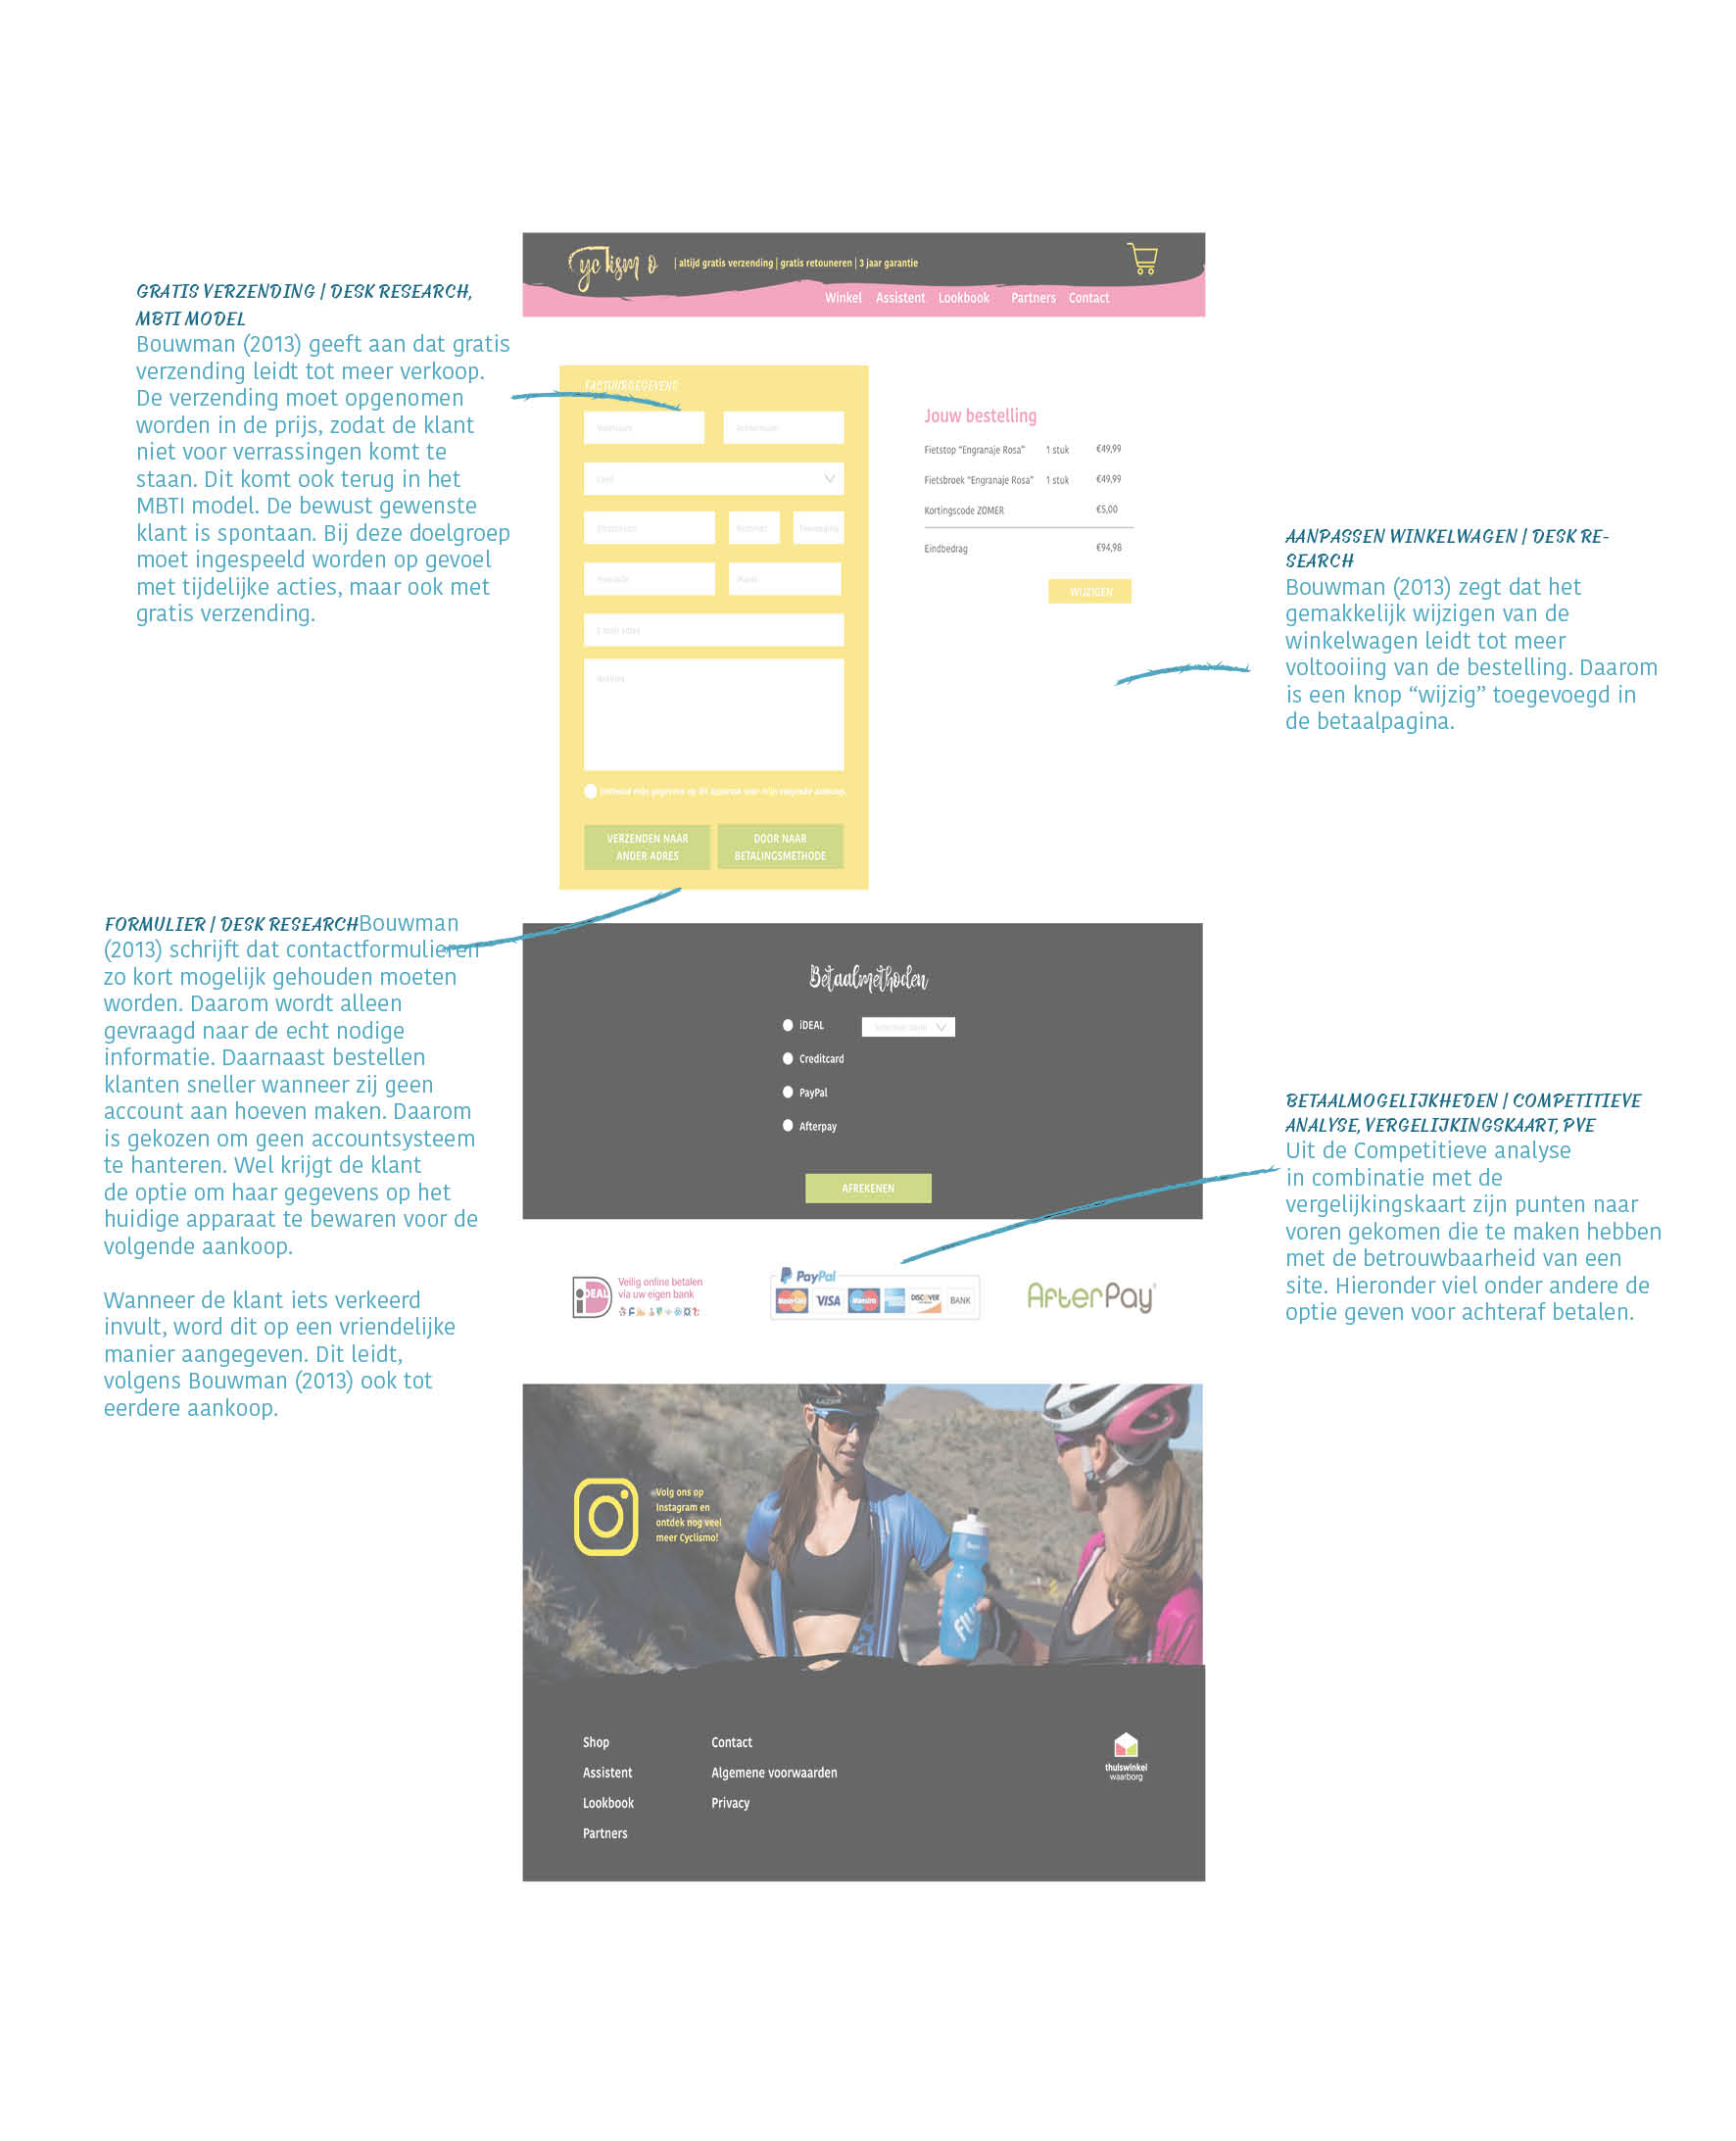 Cyclismo
| altijd gratis verzending | gratis retouneren | 3 jaar garantie
Winkel Assistent Lookbook Partners Contact
GRATIS VERZENDING / DESK RESEARCH,
MBTI MODEL
Bouwman (2013) geeft aan dat gratis
verzending leidt tot meer verkoop.
De verzending moet opgenomen
worden in de prijs, zodat de klant
niet voor verrassingen komt te
staan. Dit komt ook terug in het
MBTI model. De bewust gewenste
klant is spontaan. Bij deze doelgroep
moet ingespeeld worden op gevoel
met tijdelijke acties, maar ook met
gratis verzending.
FACTUURGEGEVENS
Voornaam
Achternaam
Land
Postcode
Plaats
E-mail adres
VERZENDEN NAAR
ANDER ADRES
DOOR NAAR
BETALINGSMETHODE
Jouw bestelling
Fietstop "Engranaje Rosa" 1 stuk €49,99
Fietsbroek "Engranaje Rosa" 1 stuk €49,99
Kortingscode ZOMER €5,00
Eindbedrag €94,98
WIJZIGEN
AANPASSEN WINKELWAGEN / DESK RE-
SEARCH
Bouwman (2013) zegt dat het
gemakkelijk wijzigen van de
winkelwagen leidt tot meer
voltooiing van de bestelling. Daarom
is een knop “wijzig” toegevoegd in
de betaalpagina.
FORMULIER / DESK RESEARCHBouwman
(2013) schrijft dat contactformulieren
zo kort mogelijk gehouden moeten
worden. Daarom wordt alleen
gevraagd naar de echt nodige
informatie. Daarnaast bestellen
klanten sneller wanneer zij geen
account aan hoeven maken. Daarom
is gekozen om geen accountsysteem
te hanteren. Wel krijgt de klant
de optie om haar gegevens op het
huidige apparaat te bewaren voor de
volgende aankoop.
Wanneer de klant iets verkeerd
invult, word dit op een vriendelijke
manier aangegeven. Dit leidt,
volgens Bouwman (2013) ook tot
eerdere aankoop.
Betaalmethoden
iDEAL
Creditcard
PayPal
Afterpay
AFREKENEN
BETAALMOGELIJKHEDEN / COMPETITIEVE
ANALYSE, VERGELIJKINGSKAART, PVE
Uit de Competitieve analyse
in combinatie met de
vergelijkingskaart zijn punten naar
voren gekomen die te maken hebben
met de betrouwbaarheid van een
site. Hieronder viel onder andere de
optie geven voor achteraf betalen.
iDEAL
Veilig online betalen
via uw eigen bank
PayPal
MasterCard VISA Maestro DISCOVER BANK
AfterPay
Volg ons op
Instagram en
ontdek nog veel
meer Cyclismo!
LAZER
Shop
Assistent
Lookbook
Partners
Contact
Algemene voorwaarden
Privacy
thuiswinkel
waarborg